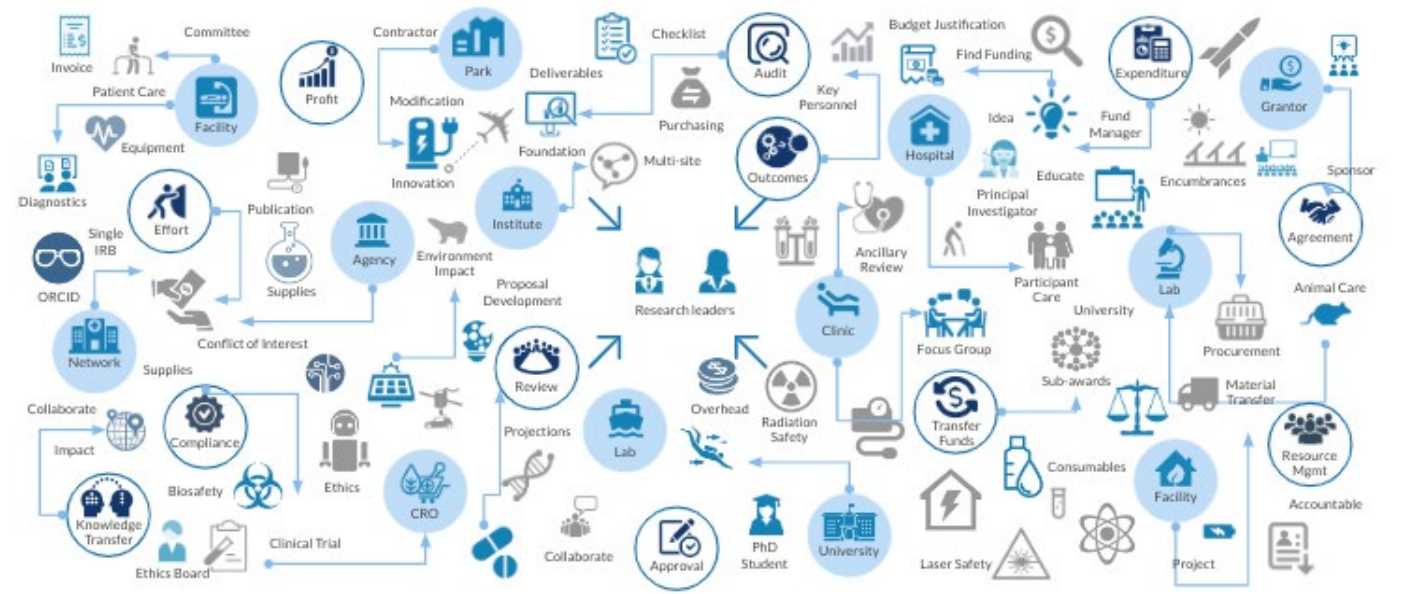 Invoice
Committee
Patient Care
Facility
Equipment
Diagnostics
Profit
Contractor
Park
Modification
Innovation
Deliverables
Checklist
Audit
Purchasing
Foundation
Multi-site
Institute
Key
Personnel
Outcomes
Budget Justification
Find Funding
Hospital
Idea
Principal
Investigator
Expenditure
Fund
Manager
Educate
Encumbrances
Grantor
Sponsor
Agreement
Effort
Single
IRB
ORCID
Network
Publication
Supplies
Conflict of Interest
Agency
Environment
Impact
Proposal
Development
Research leaders
Clinic
Ancillary
Review
Participant
Care
University
Lab
Procurement
Animal Care
Focus Group
Sub-awards
Material
Transfer
Supplies
Collaborate
Impact
Compliance
Biosafety
Knowledge
Transfer
Ethics Board
Clinical Trial
Ethics
CRO
Review
Projections
Lab
Collaborate
Approval
Overhead
Radiation
Safety
PhD
Student
University
Transfer
Funds
Consumables
Laser Safety
Facility
Project
Resource
Mgmt
Accountable